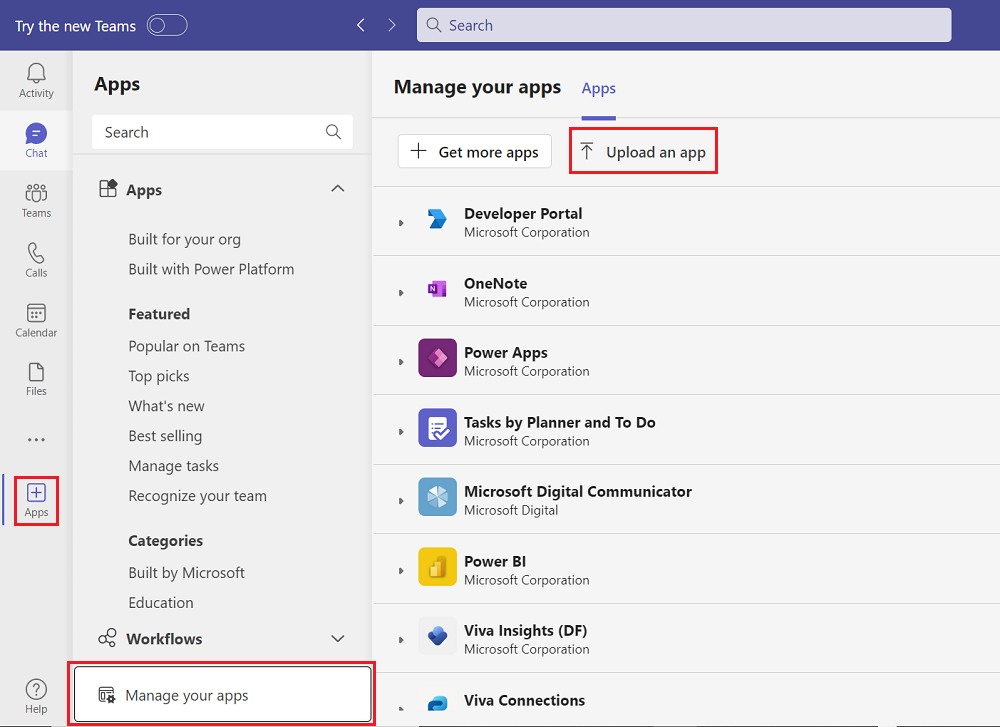 Try the new Teams
Search
Activity
Chat
Teams
Calls
Calendar
Files
Apps
Help
Apps
Search
Apps
Built for your org
Built with Power Platform
Featured
Popular on Teams
Top picks
What's new
Best selling
Manage tasks
Recognize your team
Categories
Built by Microsoft
Education
Workflows
Manage your apps
Manage your apps
Apps
Get more apps
Upload an app
Developer Portal
Microsoft Corporation
OneNote
Microsoft Corporation
Power Apps
Microsoft Corporation
Tasks by Planner and To Do
Microsoft Corporation
Microsoft Digital Communicator
Microsoft Digital
Power BI
Microsoft Corporation
Viva Insights (DF)
Microsoft Corporation
Viva Connections